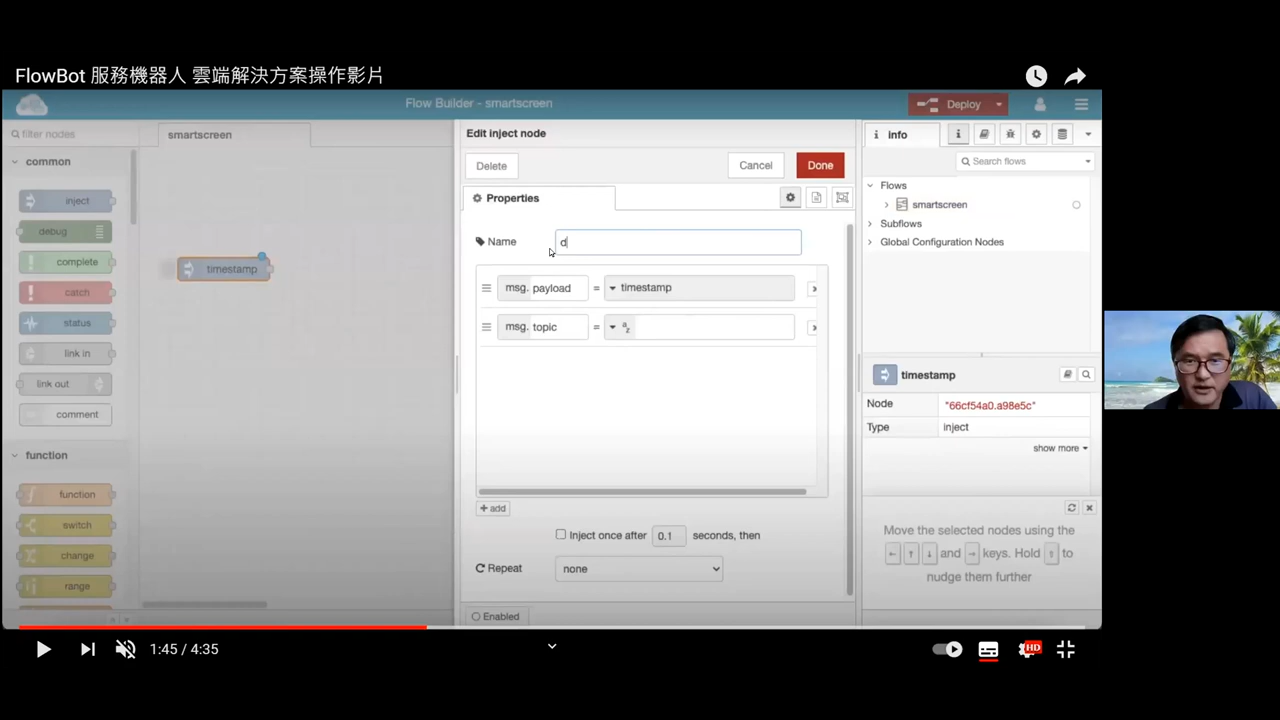 FlowBot 服務機器人 雲端解決方案操作影片
Flow Builder - smartscreen
Deploy
filter nodes
smartscreen
common
inject
debug
complete
catch
status
link in
link out
comment
function
function
switch
change
range
timestamp
Edit inject node
Delete
Cancel
Done
Properties
Name
d
msg. payload = timestamp
msg. topic = a z
add
Inject once after 0.1 seconds, then
Repeat
none
Enabled
i info
Search flows
Flows
smartscreen
Subflows
Global Configuration Nodes
timestamp
Node "66cf54a0.a98e5c"
Type inject
show more
Move the selected nodes using the
← ↑ ↓ and → keys. Hold ⇧ to
nudge them further
1:45 / 4:35
HD